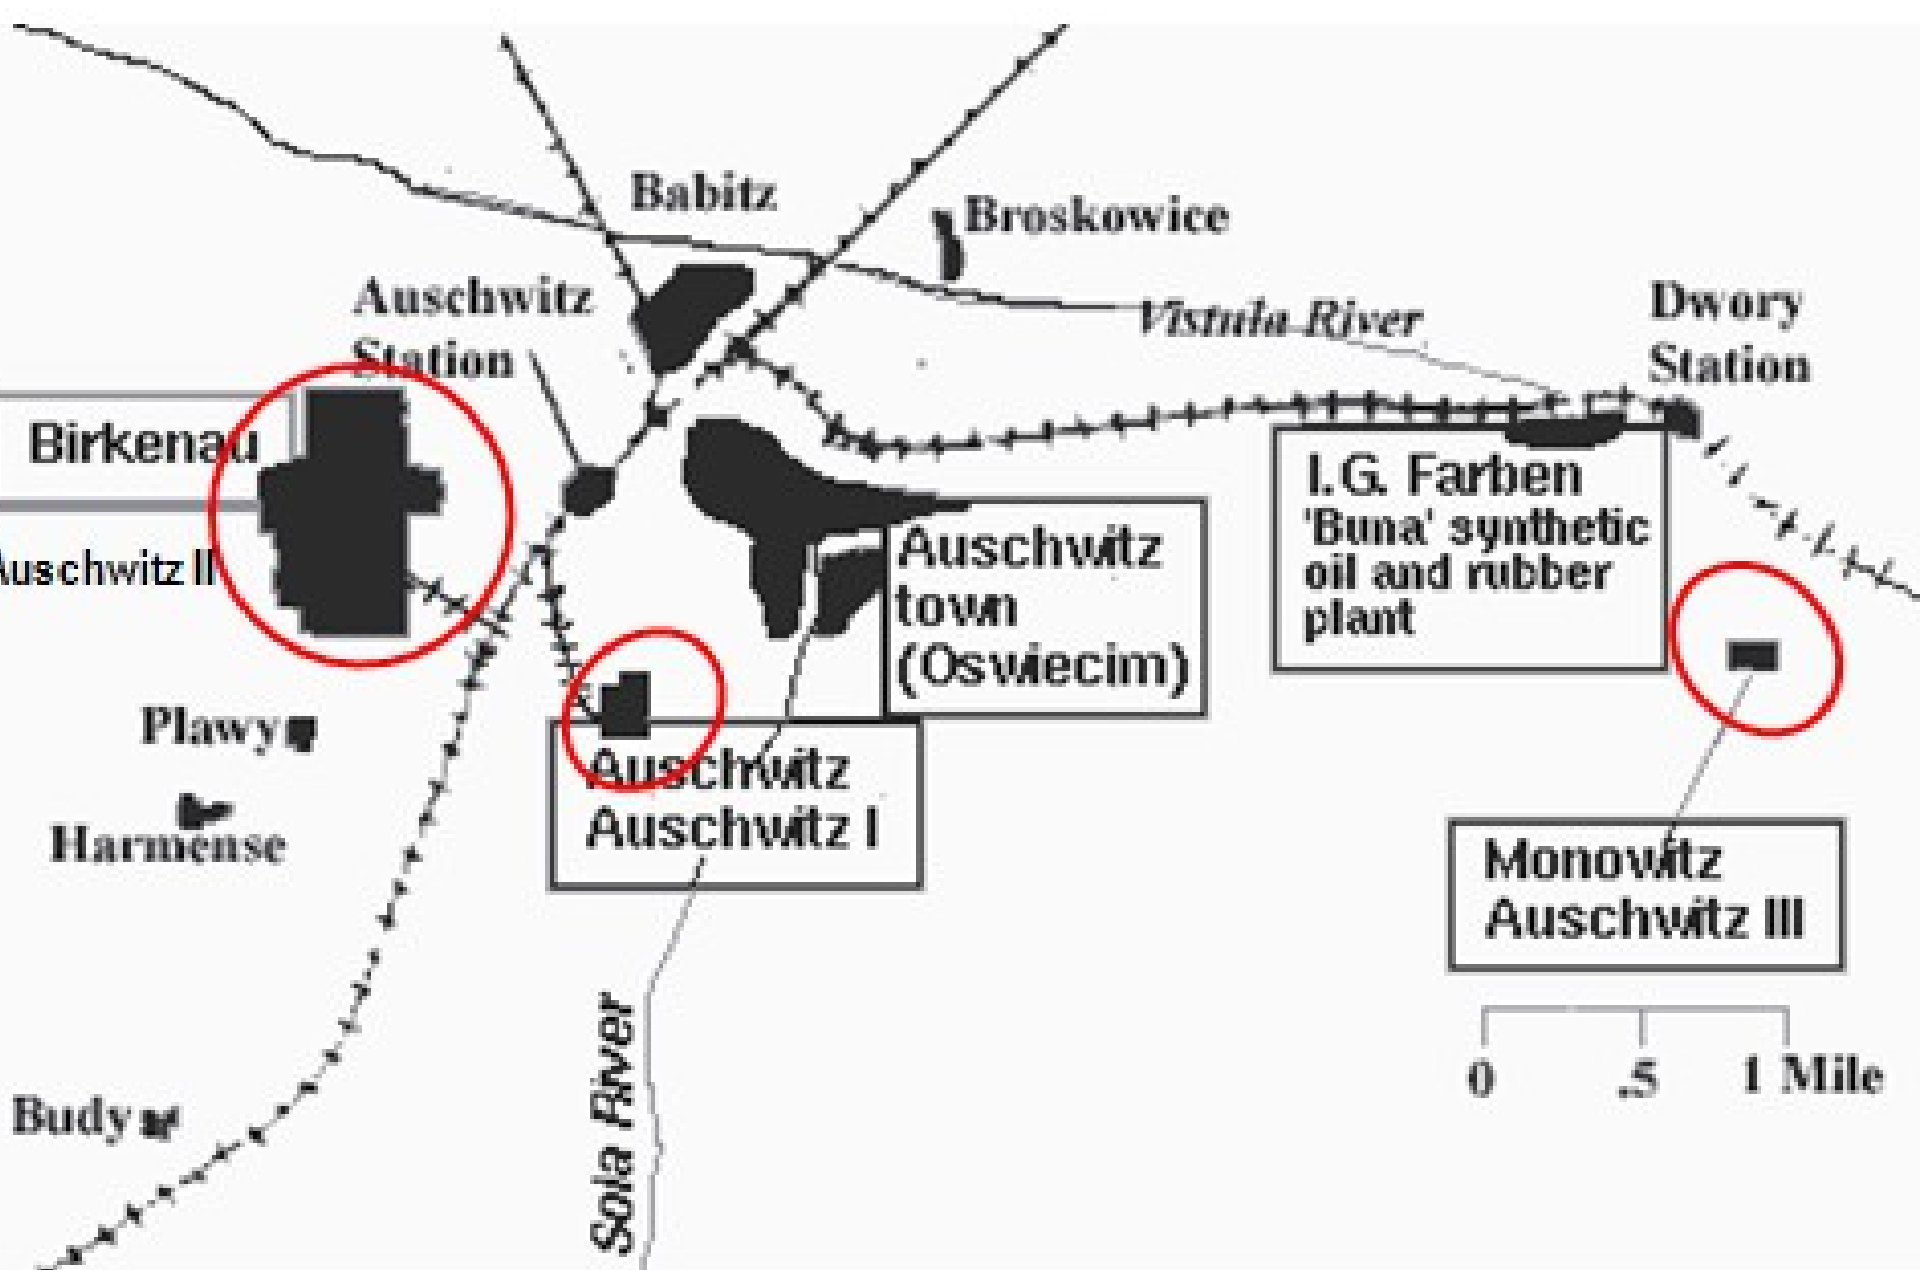 Babitz
Broskowice
Auschwitz
Station
Vistula River
Dwory
Station
Birkenau
Auschwitz II
I.G. Farben
'Buna' synthetic
oil and rubber
plant
Auschwitz
town
(Oswiecim)
Plawy
Harmense
Auschwitz
Auschwitz I
Monowitz
Auschwitz III
Sola River
0 .5 1 Mile
Budy